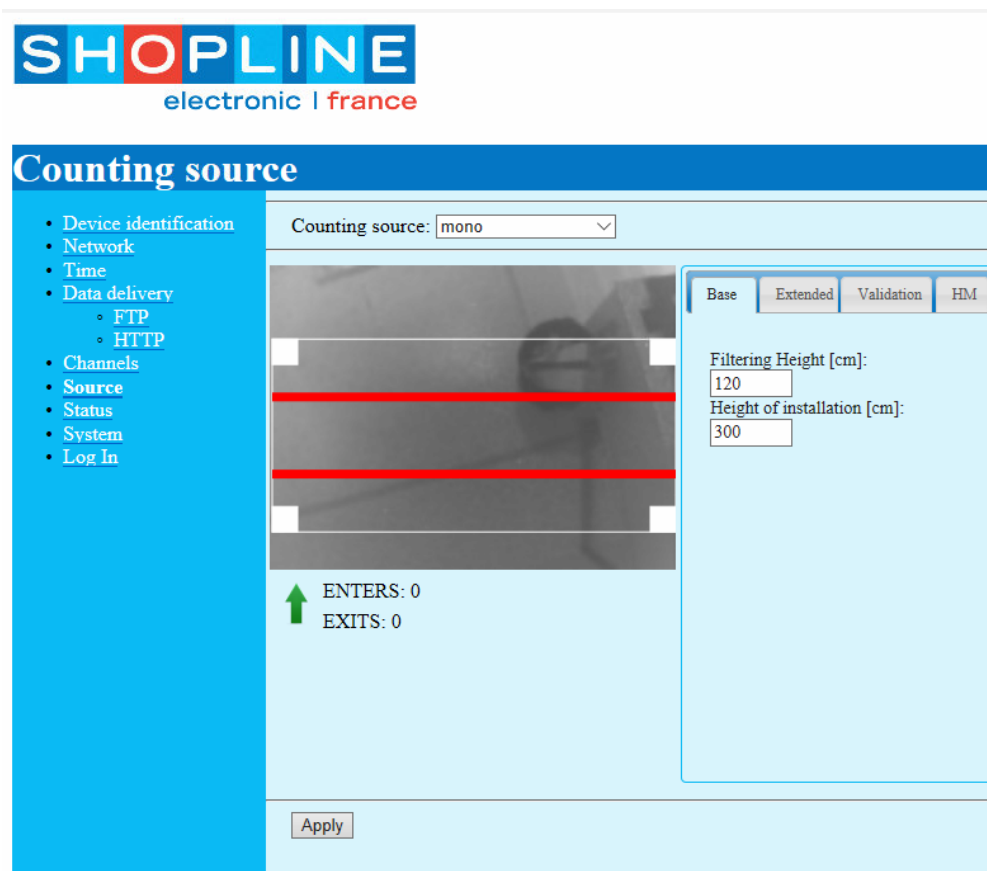 SHOPLINE
electronic | france
Counting source
Device identification
Network
Time
Data delivery
FTP
HTTP
Channels
Source
Status
System
Log In
Counting source: mono
Base Extended Validation HM
Filtering Height [cm]:
120
Height of installation [cm]:
300
ENTERS: 0
EXITS: 0
Apply